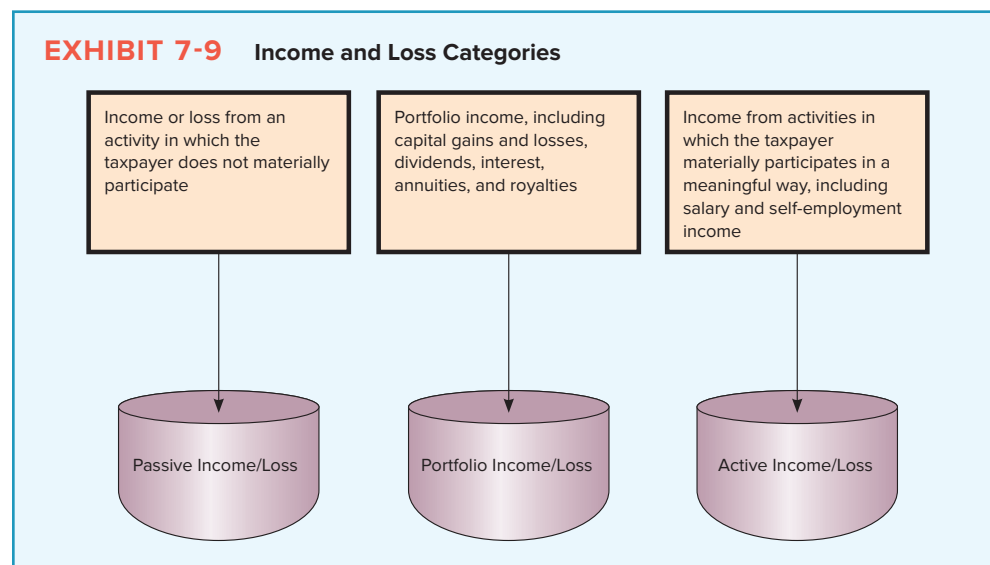 EXHIBIT 7-9 Income and Loss Categories
Income or loss from an
activity in which the
taxpayer does not materially
participate
Portfolio income, including
capital gains and losses,
dividends, interest,
annuities, and royalties
Income from activities in
which the taxpayer
materially participates in a
meaningful way, including
salary and self-employment
income
Passive Income/Loss
Portfolio Income/Loss
Active Income/Loss